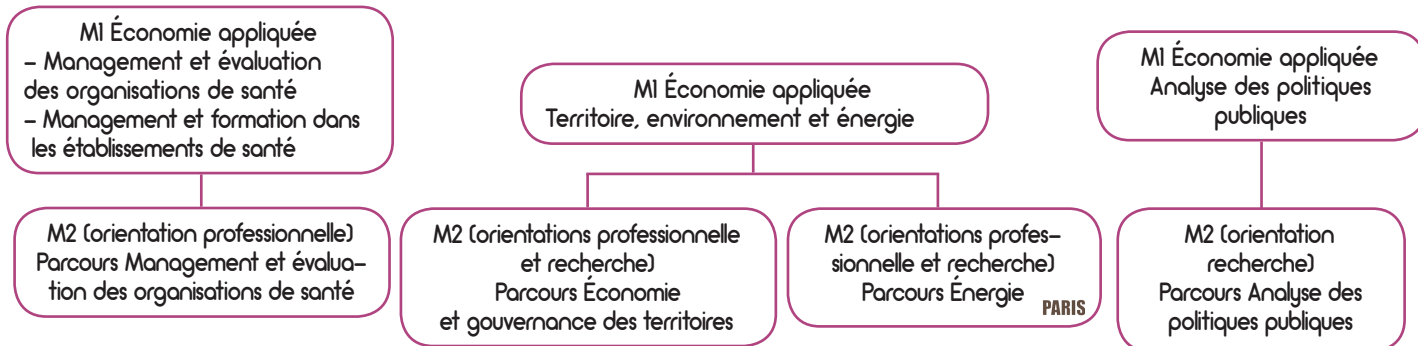 M1 Économie appliquée
– Management et évaluation
des organisations de santé
– Management et formation dans
les établissements de santé
M1 Économie appliquée
Territoire, environnement et énergie
M1 Économie appliquée
Analyse des politiques
publiques
M2 (orientation professionnelle)
Parcours Management et évalua-
tion des organisations de santé
M2 (orientations professionnelle
et recherche)
Parcours Économie
et gouvernance des territoires
M2 (orientations profes-
sionnelle et recherche)
Parcours Énergie
PARIS
M2 (orientation
recherche)
Parcours Analyse des
politiques publiques